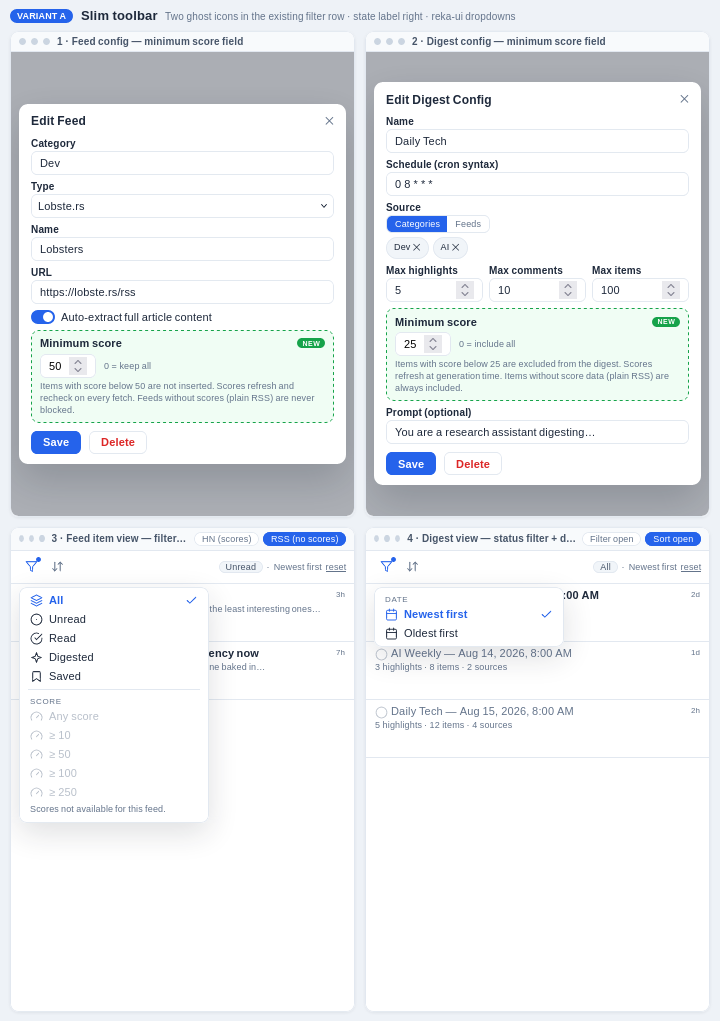 VARIANT A Slim toolbar Two ghost icons in the existing filter row · state label right · reka-ui dropdowns
1 · Feed config — minimum score field
Edit Feed
Category
Dev
Type
Lobste.rs
Name
Lobsters
URL
https://lobste.rs/rss
Auto-extract full article content
Minimum score NEW
50 0 = keep all
Items with score below 50 are not inserted. Scores refresh and
recheck on every fetch. Feeds without scores (plain RSS) are never
blocked.
Save Delete
2 · Digest config — minimum score field
Edit Digest Config
Name
Daily Tech
Schedule (cron syntax)
0 8 * * *
Source
Categories Feeds
Dev AI
Max highlights Max comments Max items
5 10 100
Minimum score NEW
25 0 = include all
Items with score below 25 are excluded from the digest. Scores
refresh at generation time. Items without score data (plain RSS) are
always included.
Prompt (optional)
You are a research assistant digesting…
Save Delete
3 · Feed item view — filter… HN (scores) RSS (no scores)
Unread · Newest first reset
3h
the least interesting ones…
ency now 7h
ne baked in…
All
Unread
Read
Digested
Saved
SCORE
Any score
≥ 10
≥ 50
≥ 100
≥ 250
Scores not available for this feed.
4 · Digest view — status filter + d… Filter open Sort open
All · Newest first reset
:00 AM 2d
DATE
Newest first
Oldest first
AI Weekly — Aug 14, 2026, 8:00 AM 1d
3 highlights · 8 items · 2 sources
Daily Tech — Aug 15, 2026, 8:00 AM 2h
5 highlights · 12 items · 4 sources